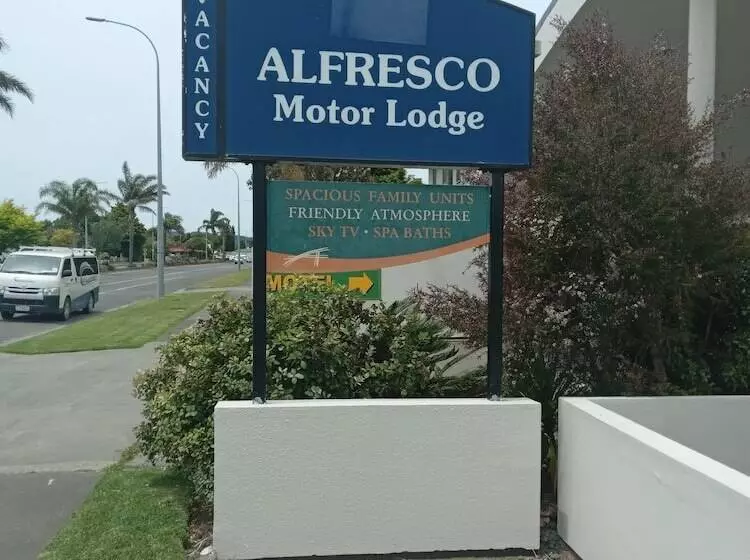 VACANCY
ALFRESCO
Motor Lodge
SPACIOUS FAMILY UNITS
FRIENDLY ATMOSPHERE
SKY TV • SPA BATHS
MOTEL